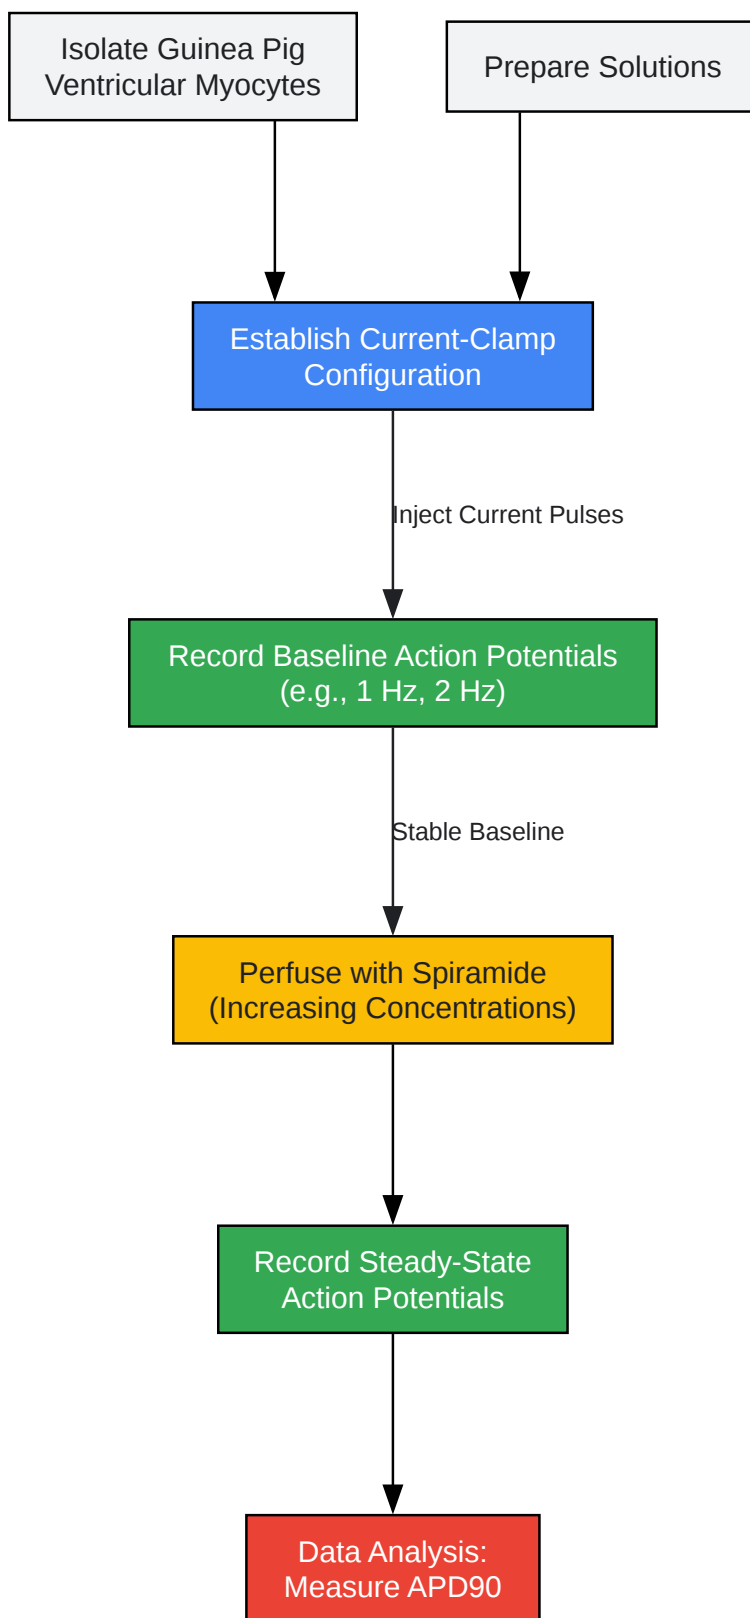 Isolate Guinea Pig
Ventricular Myocytes
Prepare Solutions
Establish Current-Clamp
Configuration
Inject Current Pulses
Record Baseline Action Potentials
(e.g., 1 Hz, 2 Hz)
Stable Baseline
Perfuse with Spiramide
(Increasing Concentrations)
Record Steady-State
Action Potentials
Data Analysis:
Measure APD90